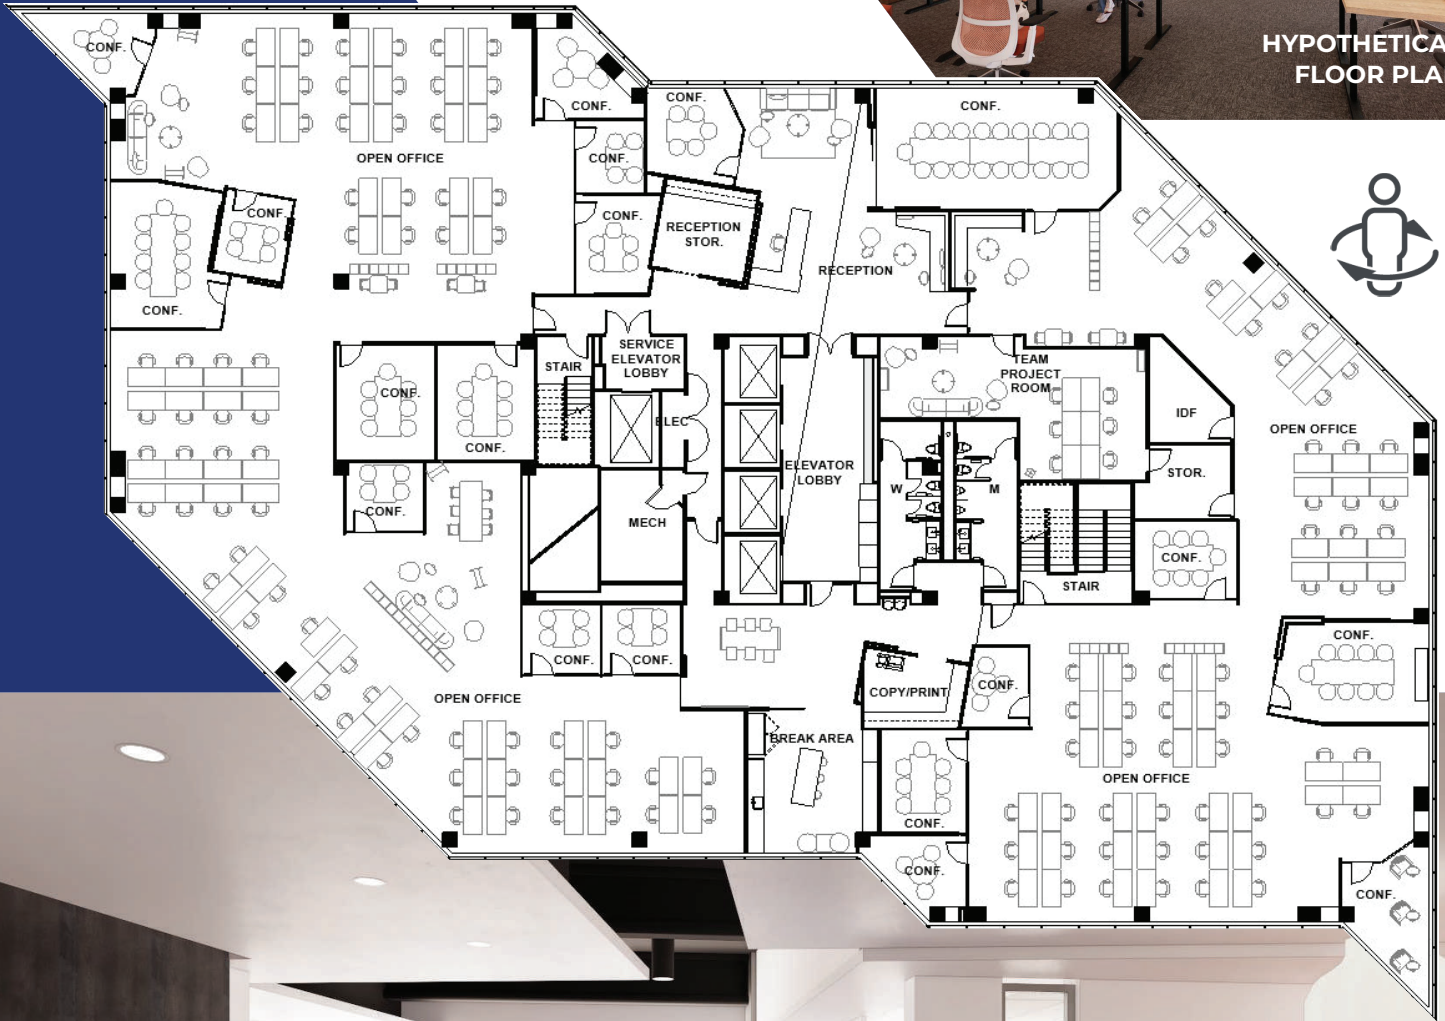 HYPOTHETICA
FLOOR PLA
CONF.
CONF.
CONF.
CONF.
OPEN OFFICE
CONF.
CONF.
CONF.
RECEPTION
STOR.
RECEPTION
CONF.
SERVICE
ELEVATOR
LOBBY
STAIR
TEAM
PROJECT
ROOM
CONF.
CONF.
ELEC
IDF
OPEN OFFICE
ELEVATOR
LOBBY
STOR.
W
M
CONF.
MECH
CONF.
STAIR
CONF.
CONF.
CONF.
CONF.
COPY/PRINT
OPEN OFFICE
BREAK AREA
OPEN OFFICE
CONF.
CONF.
CONF.